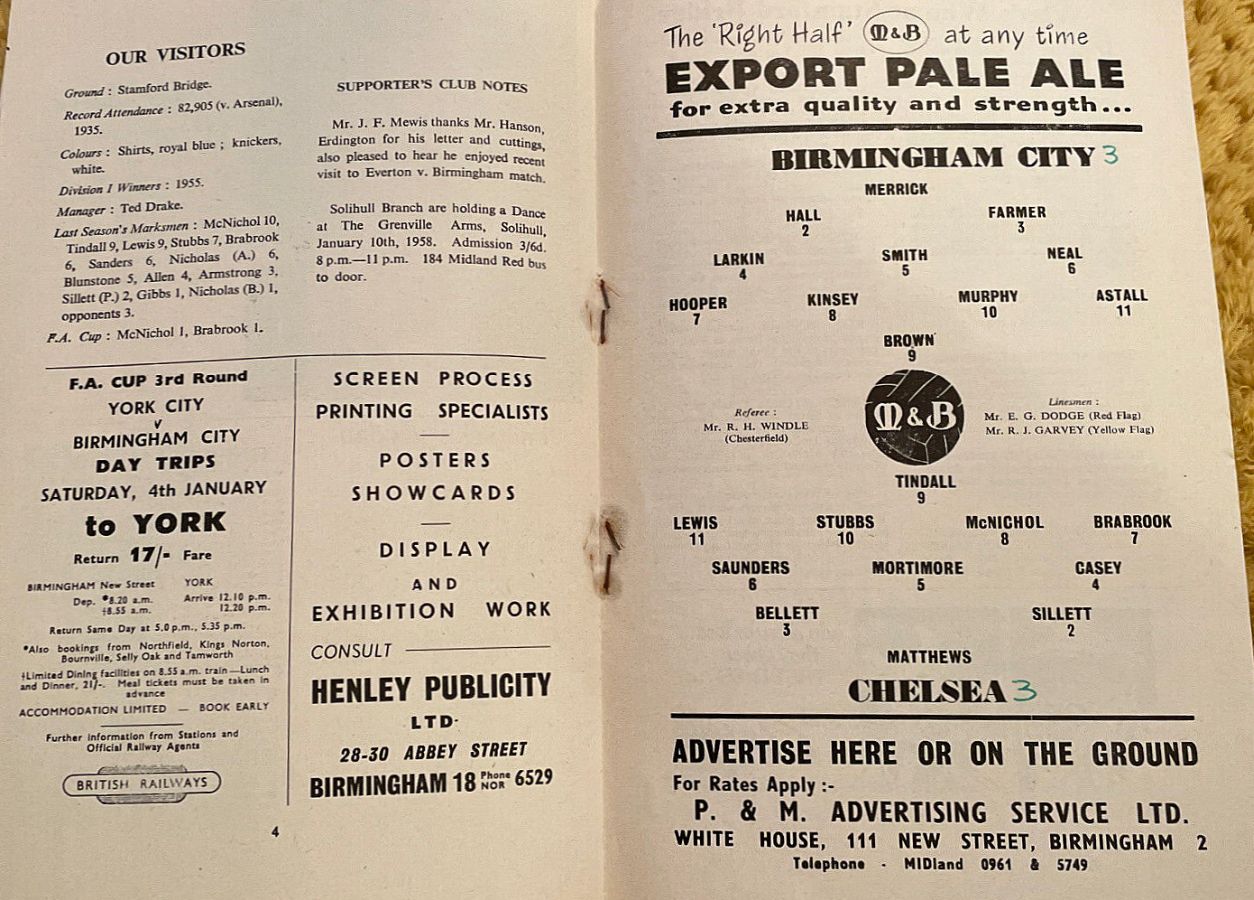 OUR VISITORS
Ground : Stamford Bridge.
Record Attendance : 82,905 (v. Arsenal),
1935.
Colours : Shirts, royal blue ; knickers,
white.
Division I Winners : 1955.
Manager : Ted Drake.
Last Season's Marksmen : McNichol 10,
Tindall 9, Lewis 9, Stubbs 7, Brabrook
6, Sanders 6, Nicholas (A.) 6,
Blunstone 5, Allen 4, Armstrong 3,
Sillett (P.) 2, Gibbs 1, Nicholas (B.) 1,
opponents 3.
F.A. Cup : McNichol 1, Brabrook 1.
SUPPORTER'S CLUB NOTES
Mr. J. F. Mewis thanks Mr. Hanson,
Erdington for his letter and cuttings,
also pleased to hear he enjoyed recent
visit to Everton v. Birmingham match.
Solihull Branch are holding a Dance
at The Grenville Arms, Solihull,
January 10th, 1958. Admission 3/6d.
8 p.m.—11 p.m. 184 Midland Red bus
to door.
F.A. CUP 3rd Round
YORK CITY
v
BIRMINGHAM CITY
DAY TRIPS
SATURDAY, 4th JANUARY
to YORK
Return 17/- Fare
BIRMINGHAM New Street YORK
Dep. *8.20 a.m. Arrive 12.10 p.m.
†8.55 a.m. 12.20 p.m.
Return Same Day at 5.0 p.m., 5.35 p.m.
*Also bookings from Northfield, Kings Norton,
Bournville, Selly Oak and Tamworth
†Limited Dining facilities on 8.55 a.m. train—Lunch
and Dinner, 21/-. Meal tickets must be taken in
advance
ACCOMMODATION LIMITED — BOOK EARLY
Further information from Stations and
Official Railway Agents
BRITISH RAILWAYS
SCREEN PROCESS
PRINTING SPECIALISTS
POSTERS
SHOWCARDS
DISPLAY
AND
EXHIBITION WORK
CONSULT
HENLEY PUBLICITY
LTD.
28-30 ABBEY STREET
BIRMINGHAM 18 Phone NOR 6529
4
The 'Right Half' M&B at any time
EXPORT PALE ALE
for extra quality and strength...
BIRMINGHAM CITY 3
MERRICK
HALL FARMER
2 3
LARKIN SMITH NEAL
4 5 6
HOOPER KINSEY MURPHY ASTALL
7 8 10 11
BROWN
9
Referee :
Mr. R. H. WINDLE
(Chesterfield)
M&B
Linesmen :
Mr. E. G. DODGE (Red Flag)
Mr. R. J. GARVEY (Yellow Flag)
TINDALL
9
LEWIS STUBBS McNICHOL BRABROOK
11 10 8 7
SAUNDERS MORTIMORE CASEY
6 5 4
BELLETT SILLETT
3 2
MATTHEWS
CHELSEA 3
ADVERTISE HERE OR ON THE GROUND
For Rates Apply :-
P. & M. ADVERTISING SERVICE LTD.
WHITE HOUSE, 111 NEW STREET, BIRMINGHAM 2
Telephone - MIDland 0961 & 5749